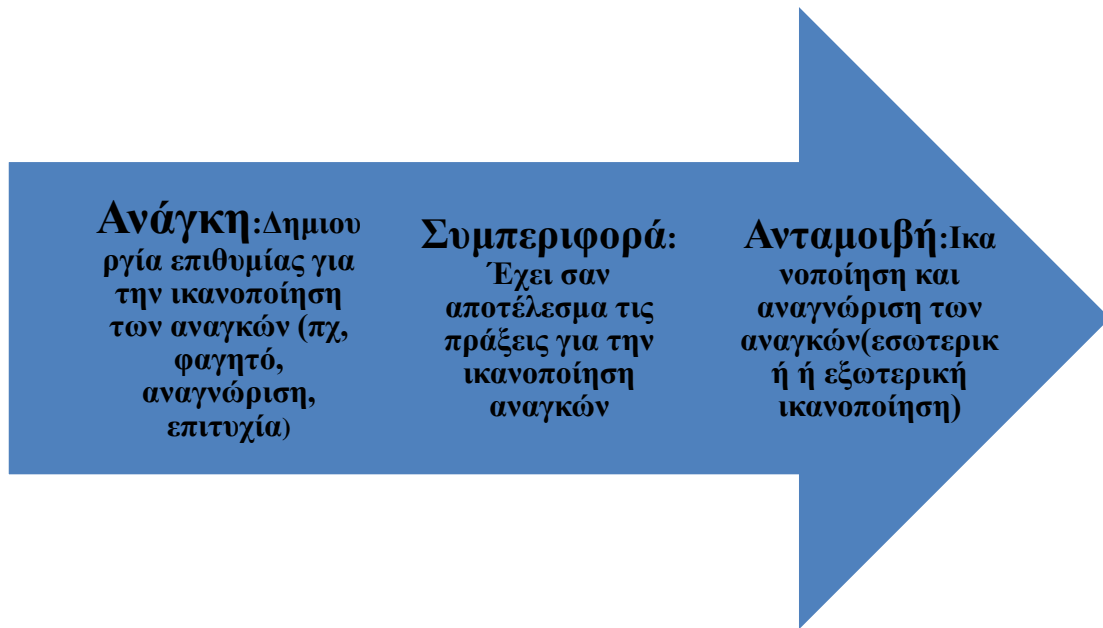 Ανάγκη:Δημιου
ργία επιθυμίας για
την ικανοποίηση
των αναγκών (πχ,
φαγητό,
αναγνώριση,
επιτυχία)
Συμπεριφορά:
Έχει σαν
αποτέλεσμα τις
πράξεις για την
ικανοποίηση
αναγκών
Ανταμοιβή:Ικα
νοποίηση και
αναγνώριση των
αναγκών(εσωτερικ
ή ή εξωτερική
ικανοποίηση)